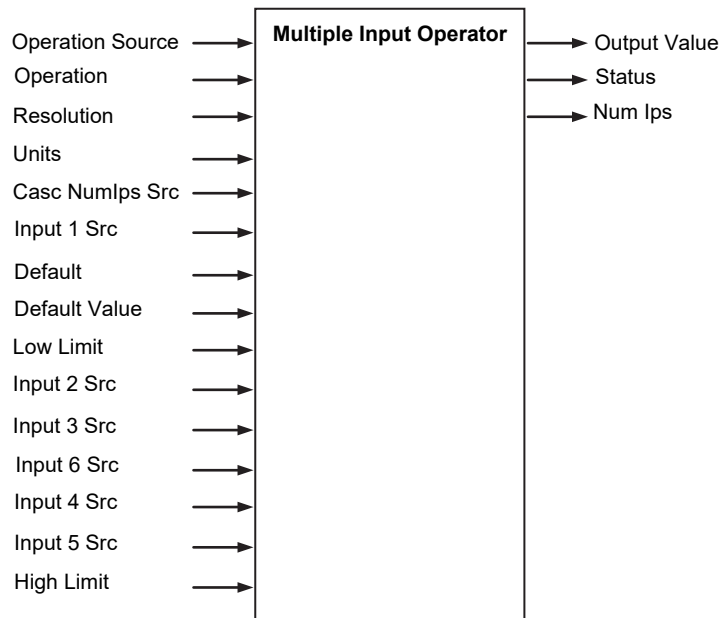 Multiple Input Operator
Operation Source
Operation
Resolution
Units
Casc NumIps Src
Input 1 Src
Default
Default Value
Low Limit
Input 2 Src
Input 3 Src
Input 6 Src
Input 4 Src
Input 5 Src
High Limit
Output Value
Status
Num Ips